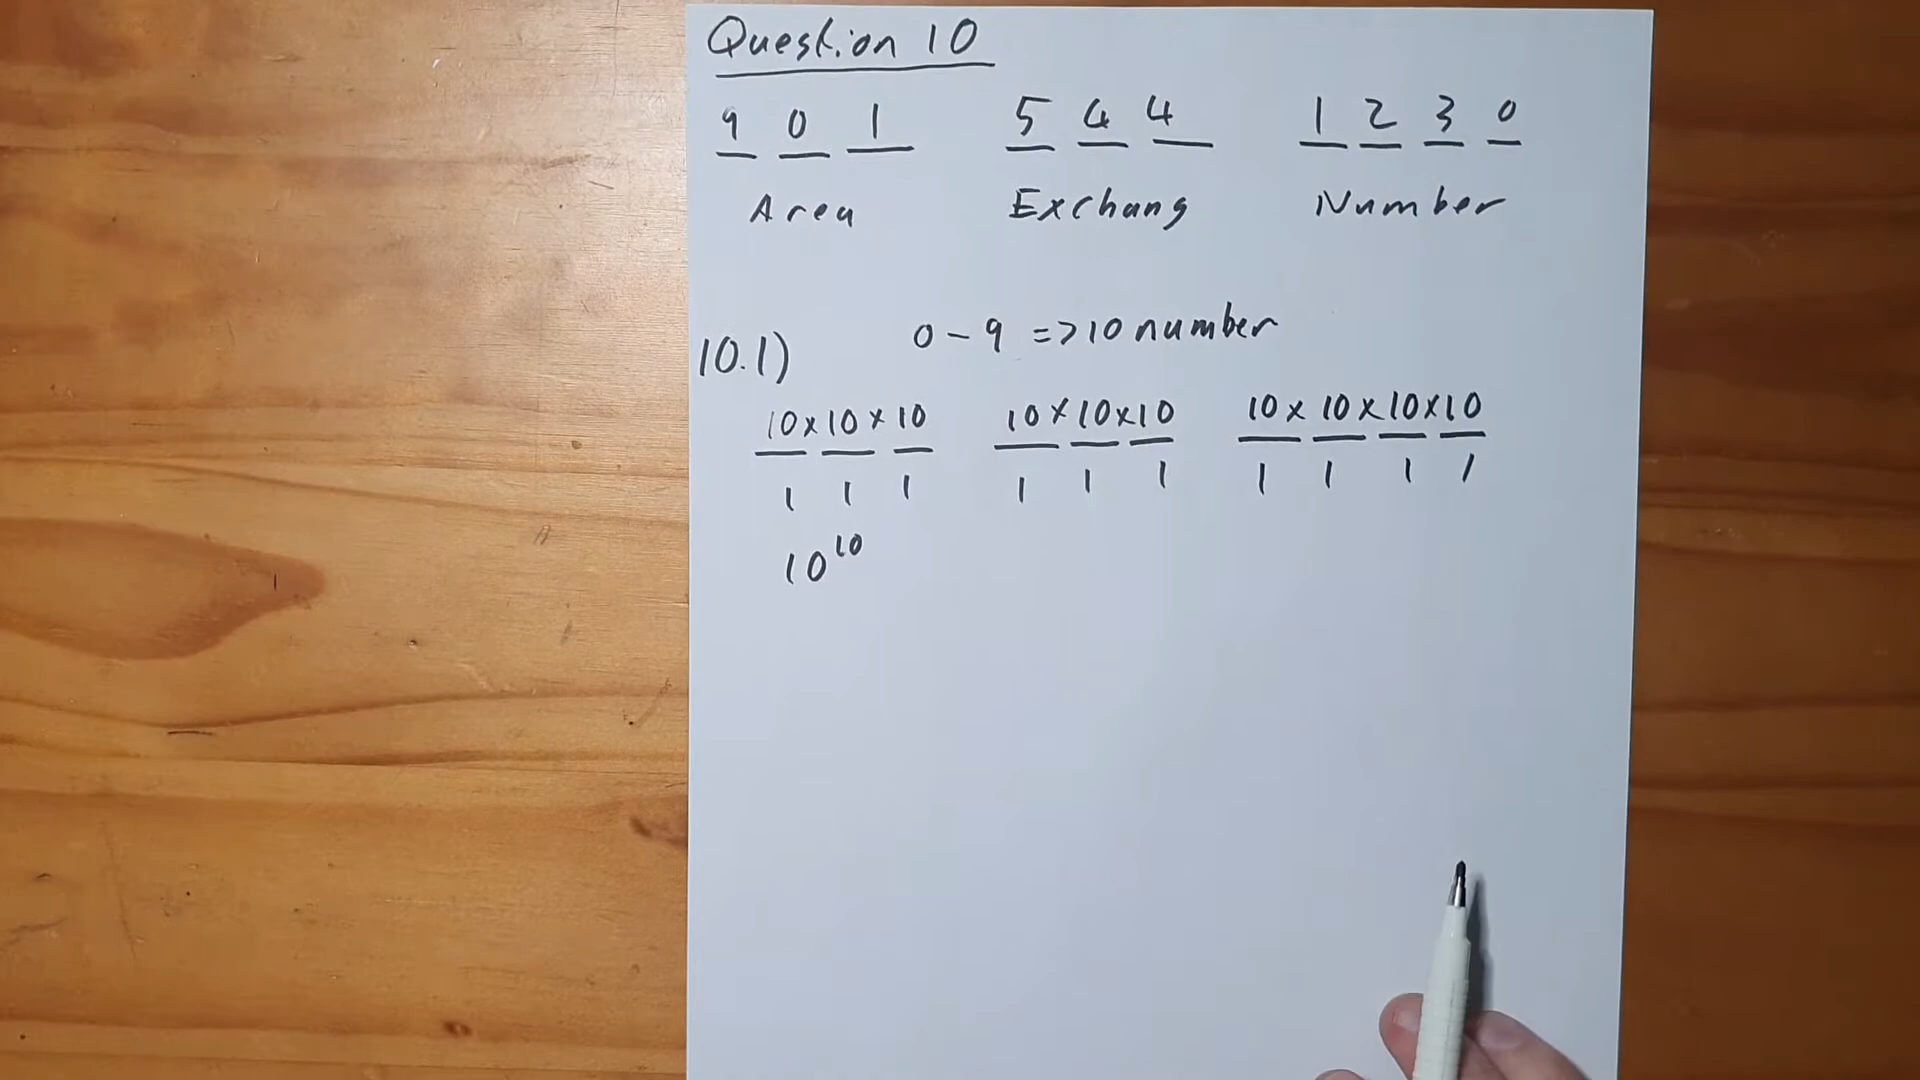 Question 10
9 0 1 5 4 4 1 2 3 0
Area Exchang Number
10.1) 0 - 9 => 10 number
10 x 10 x 10 10 x 10 x 10 10 x 10 x 10 x 10
1 1 1 1 1 1 1 1 1 1
10^10